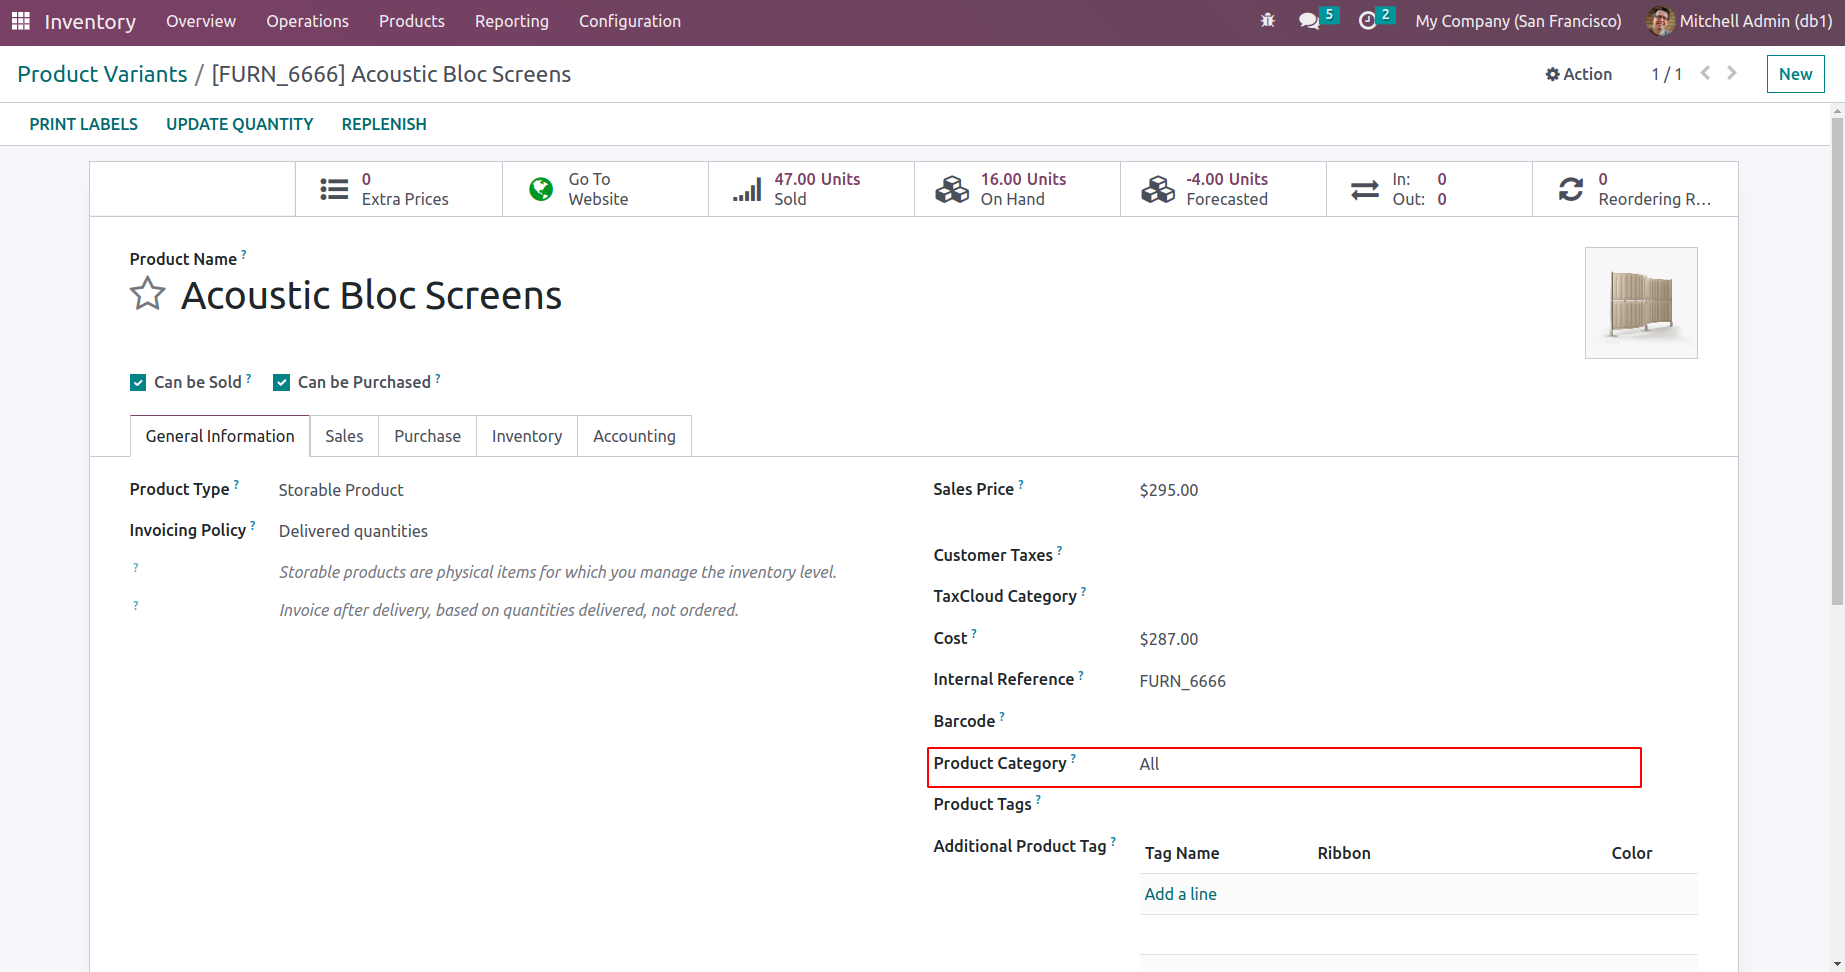 Inventory Overview Operations Products Reporting Configuration 5 2 My Company (San Francisco) Mitchell Admin (db1)
Product Variants / [FURN_6666] Acoustic Bloc Screens Action 1 / 1 New
PRINT LABELS UPDATE QUANTITY REPLENISH
0 Extra Prices
Go To Website
47.00 Units Sold
16.00 Units On Hand
-4.00 Units Forecasted
In: 0
Out: 0
0 Reordering R...
Product Name ?
Acoustic Bloc Screens
Can be Sold ? Can be Purchased ?
General Information Sales Purchase Inventory Accounting
Product Type ? Storable Product
Invoicing Policy ? Delivered quantities
? Storable products are physical items for which you manage the inventory level.
? Invoice after delivery, based on quantities delivered, not ordered.
Sales Price ? $295.00
Customer Taxes ?
TaxCloud Category ?
Cost ? $287.00
Internal Reference ? FURN_6666
Barcode ?
Product Category ? All
Product Tags ?
Additional Product Tag ? Tag Name Ribbon Color
Add a line